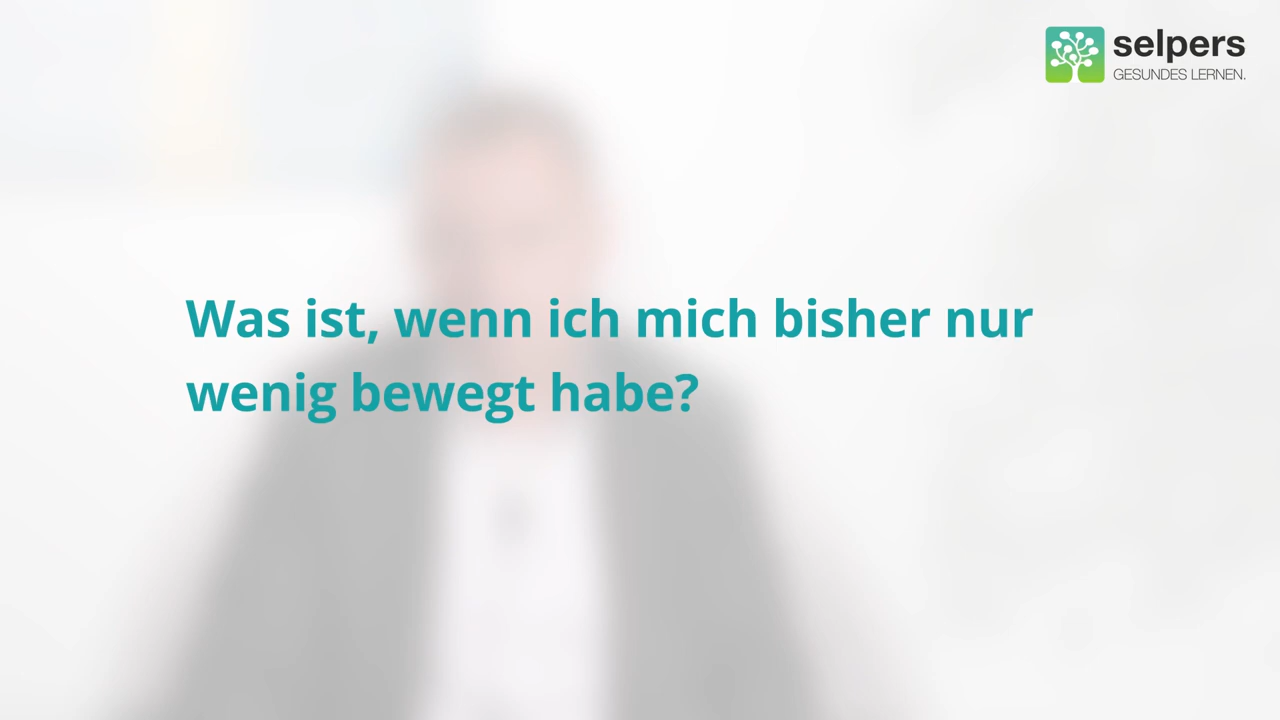 selpers
GESUNDES LERNEN.
Was ist, wenn ich mich bisher nur
wenig bewegt habe?